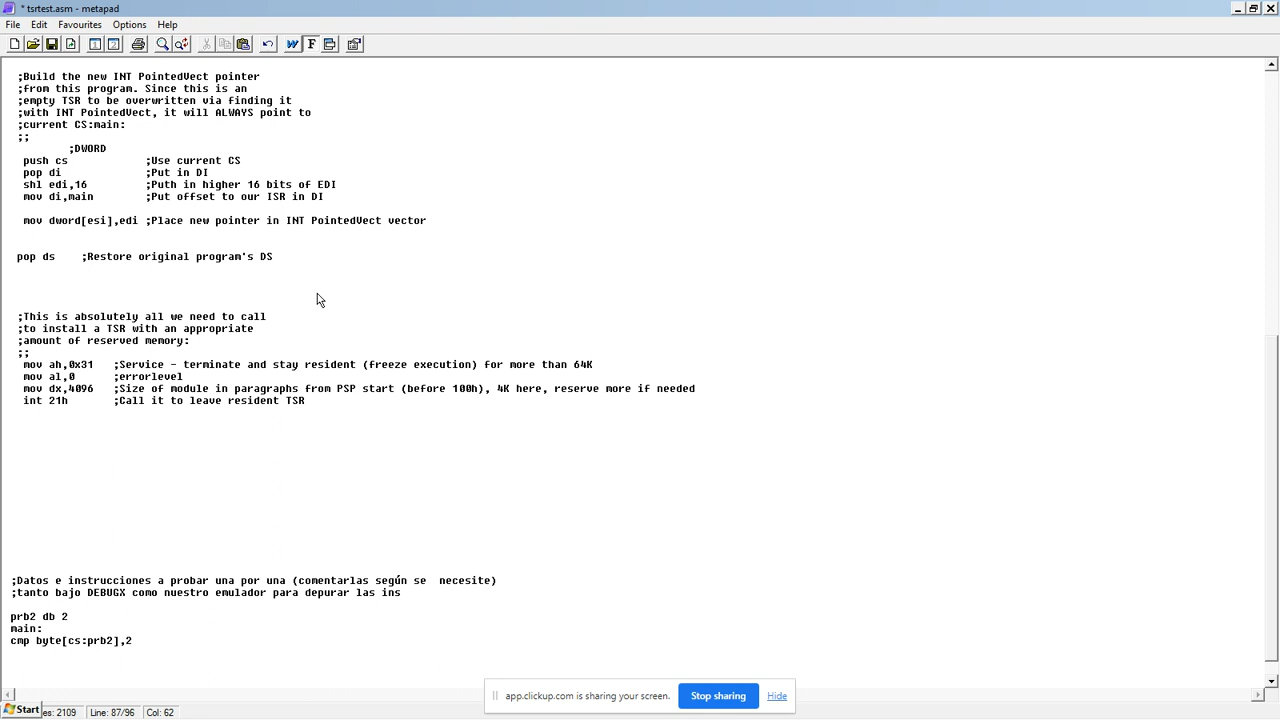 * tsrtest.asm - metapad
File Edit Favourites Options Help
;Build the new INT PointedVect pointer
;from this program. Since this is an
;empty TSR to be overwritten via finding it
;with INT PointedVect, it will ALWAYS point to
;current CS:main:
;;
;DWORD
push cs ;Use current CS
pop di ;Put in DI
shl edi,16 ;Puth in higher 16 bits of EDI
mov di,main ;Put offset to our ISR in DI
mov dword[esi],edi ;Place new pointer in INT PointedVect vector
pop ds ;Restore original program's DS
;This is absolutely all we need to call
;to install a TSR with an appropriate
;amount of reserved memory:
;;
mov ah,0x31 ;Service - terminate and stay resident (freeze execution) for more than 64K
mov al,0 ;errorlevel
mov dx,4096 ;Size of module in paragraphs from PSP start (before 100h), 4K here, reserve more if needed
int 21h ;Call it to leave resident TSR
;Datos e instrucciones a probar una por una (comentarlas según se necesite)
;tanto bajo DEBUGX como nuestro emulador para depurar las ins
prb2 db 2
main:
cmp byte[cs:prb2],2
app.clickup.com is sharing your screen. Stop sharing Hide
Start es: 2109 Line: 87/96 Col: 62